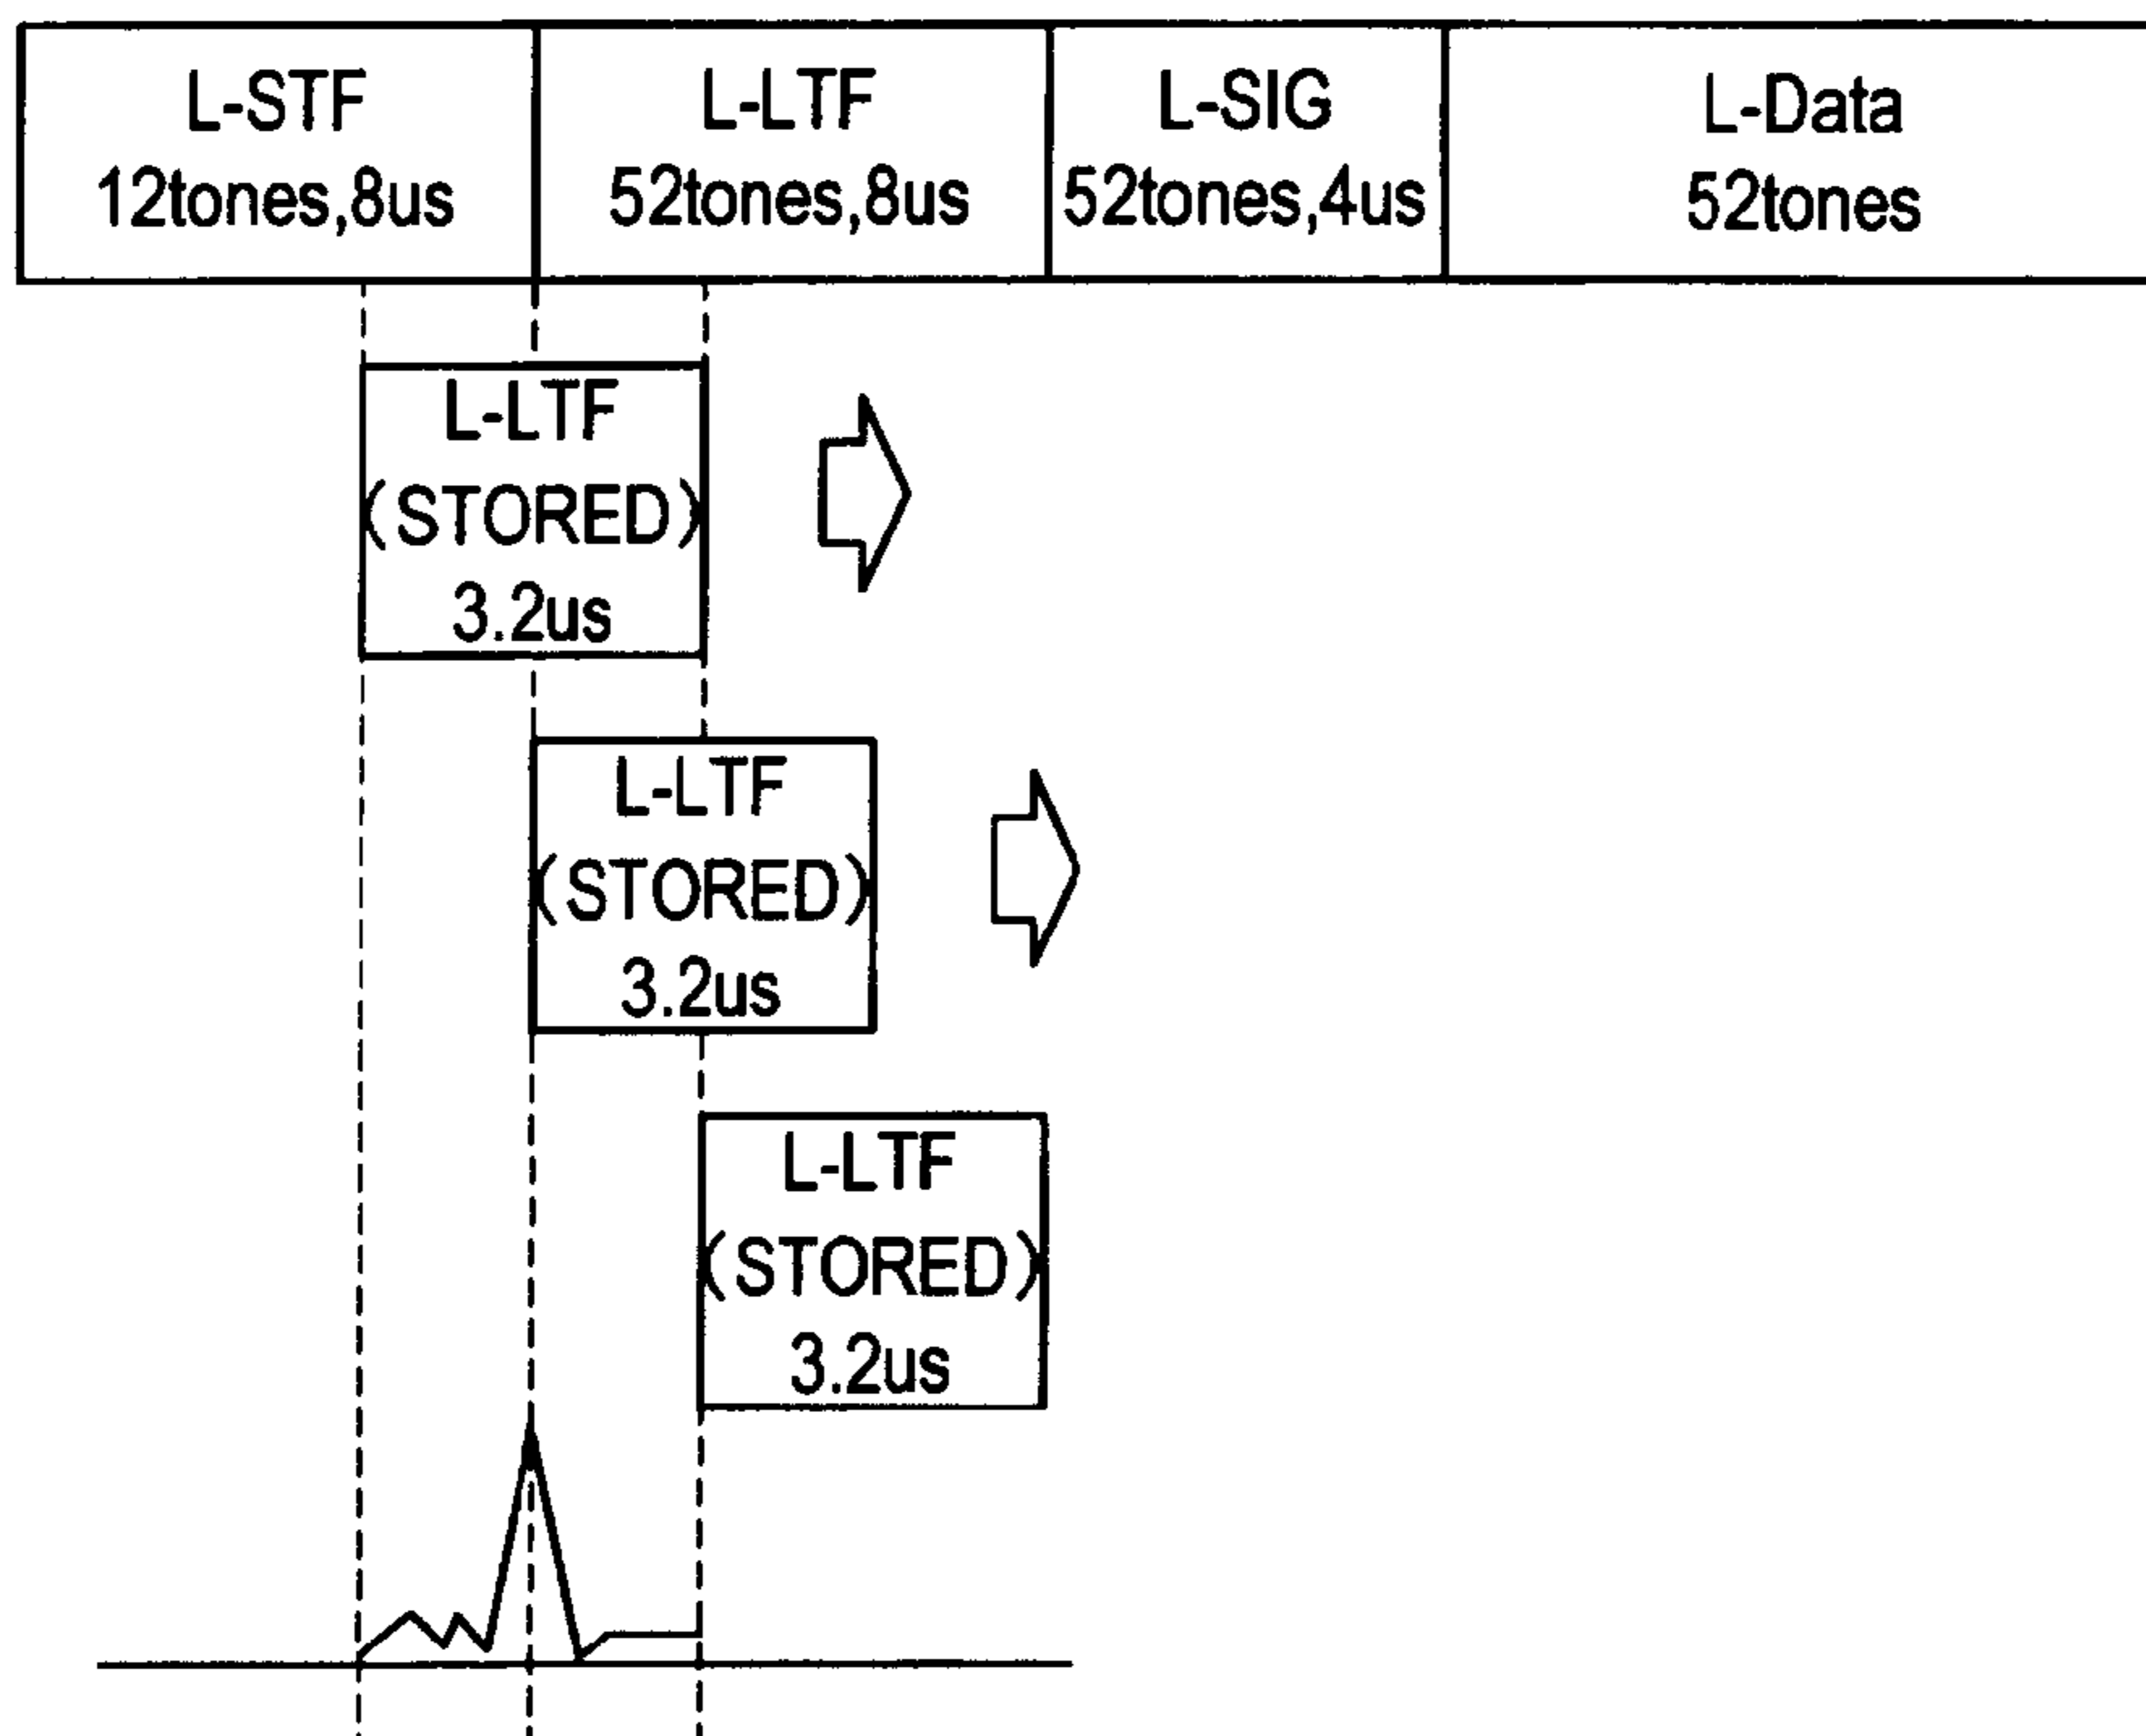 L-STF
12tones,8us
L-LTF
52tones,8us
L-SIG
52tones,4us
L-Data
52tones
L-LTF
(STORED)
3.2us
L-LTF
(STORED)
3.2us
L-LTF
(STORED)
3.2us